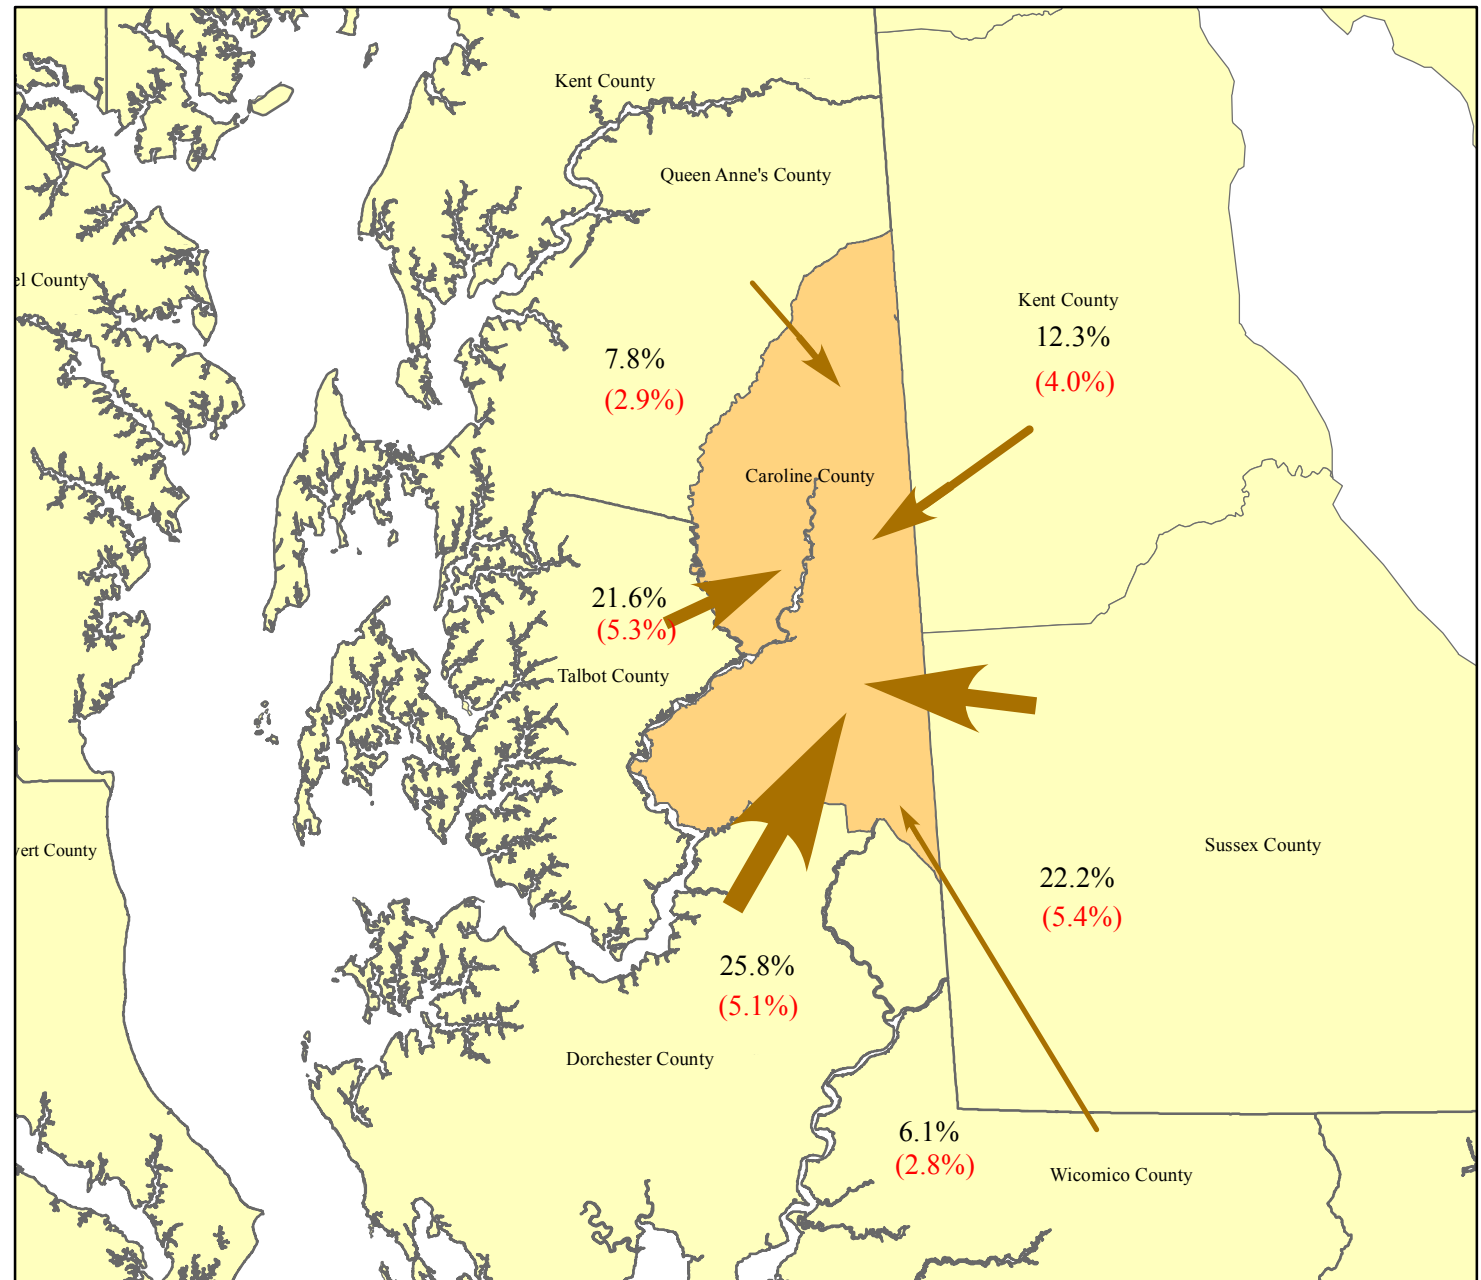 Kent County
Queen Anne's County
el County
Kent County
12.3%
(4.0%)
7.8%
(2.9%)
Caroline County
21.6%
(5.3%)
Talbot County
vert County
Sussex County
22.2%
(5.4%)
25.8%
(5.1%)
Dorchester County
6.1%
(2.8%)
Wicomico County